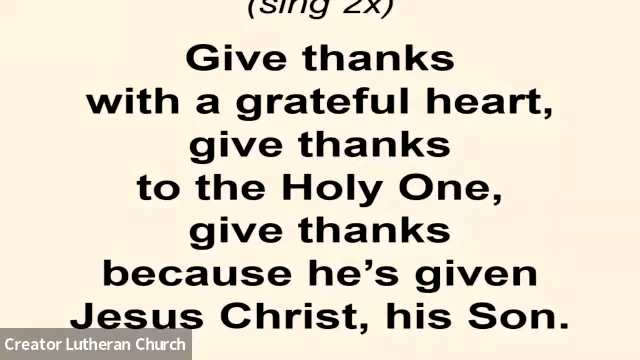 (sing 2x)
Give thanks
with a grateful heart,
give thanks
to the Holy One,
give thanks
because he’s given
Jesus Christ, his Son.
Creator Lutheran Church